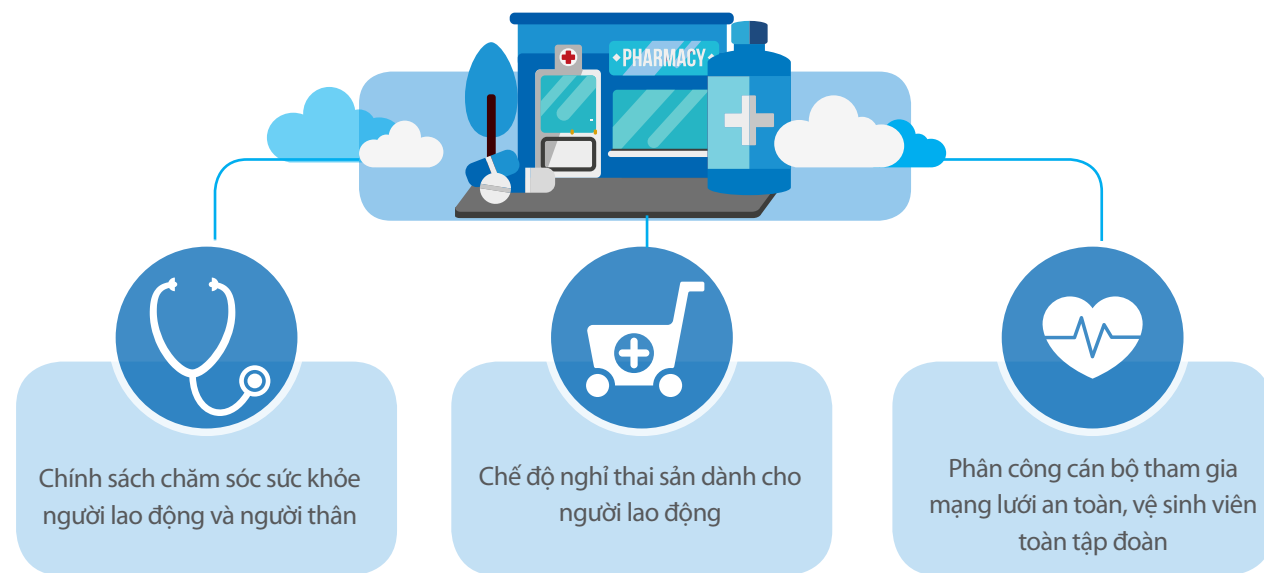 PHARMACY
Chính sách chăm sóc sức khỏe
người lao động và người thân
Chế độ nghỉ thai sản dành cho
người lao động
Phân công cán bộ tham gia
mạng lưới an toàn, vệ sinh viên
toàn tập đoàn